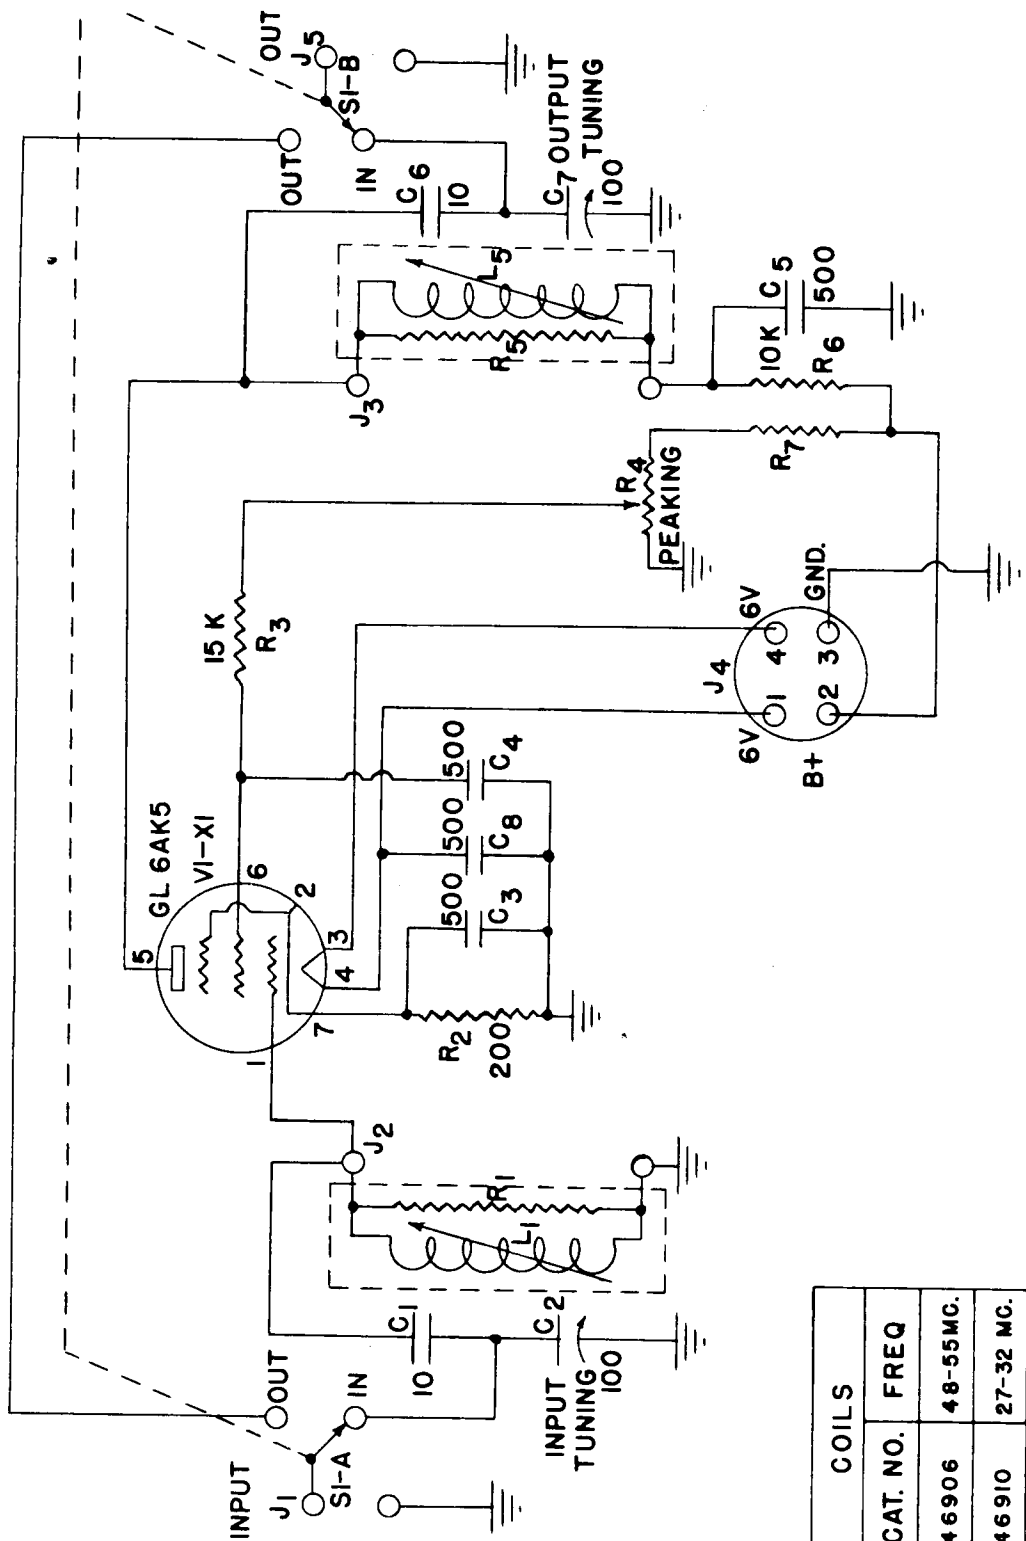 INPUT
J1
S1-A
OUT
IN
C1
10
INPUT
TUNING
C2
100
L1
R1
J2
GL 6AK5
V1-X1
1
5
6
2
7
4
3
R2
200
500
C3
500
C8
500
C4
15 K
R3
J4
6V
6V
1
4
2
3
B+
GND.
R4
PEAKING
R7
10K
R6
C5
500
J3
R5
L5
C6
10
C7
OUTPUT
TUNING
100
OUT
IN
S1-B
J5
OUT
COILS
CAT. NO. FREQ
46906 48-55MC.
46910 27-32 MC.